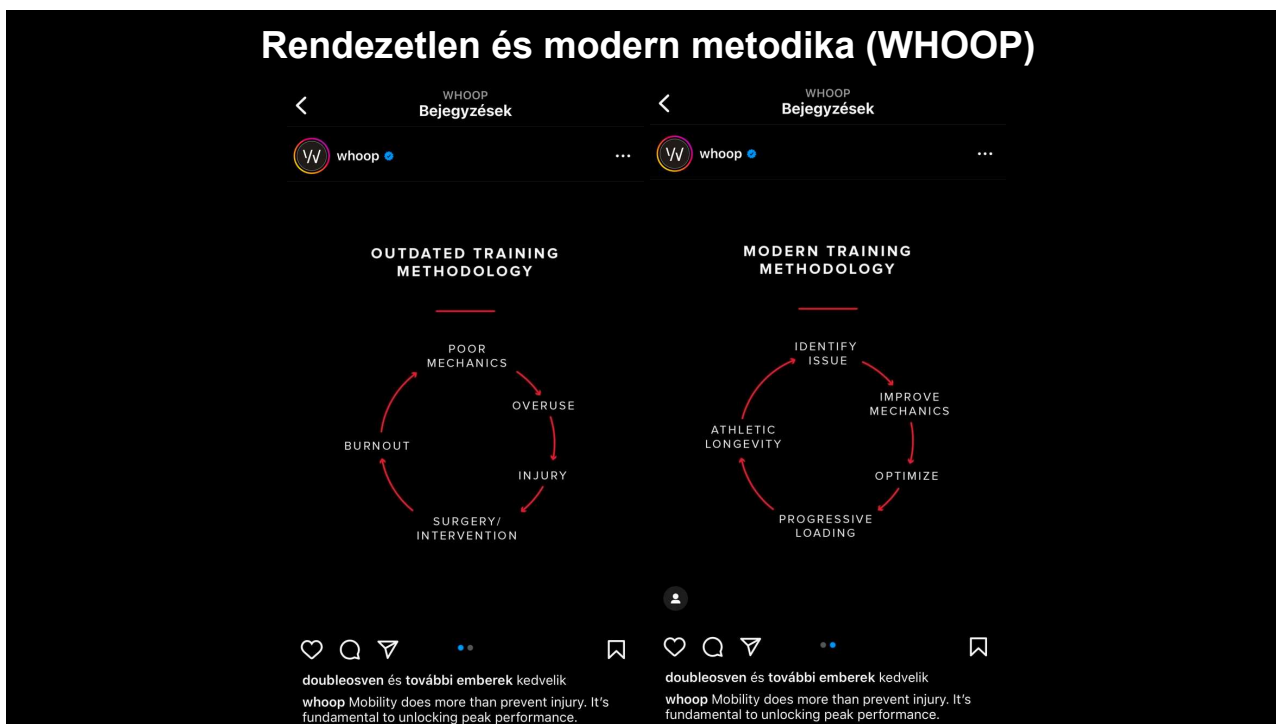 Rendezetlen és modern metodika (WHOOP)
WHOOP
Bejegyzések
whoop
OUTDATED TRAINING
METHODOLOGY
POOR
MECHANICS
OVERUSE
INJURY
SURGERY/
INTERVENTION
BURNOUT
doubleosven és további emberek kedvelik
whoop Mobility does more than prevent injury. It's
fundamental to unlocking peak performance.
WHOOP
Bejegyzések
whoop
MODERN TRAINING
METHODOLOGY
IDENTIFY
ISSUE
IMPROVE
MECHANICS
OPTIMIZE
PROGRESSIVE
LOADING
ATHLETIC
LONGEVITY
doubleosven és további emberek kedvelik
whoop Mobility does more than prevent injury. It's
fundamental to unlocking peak performance.